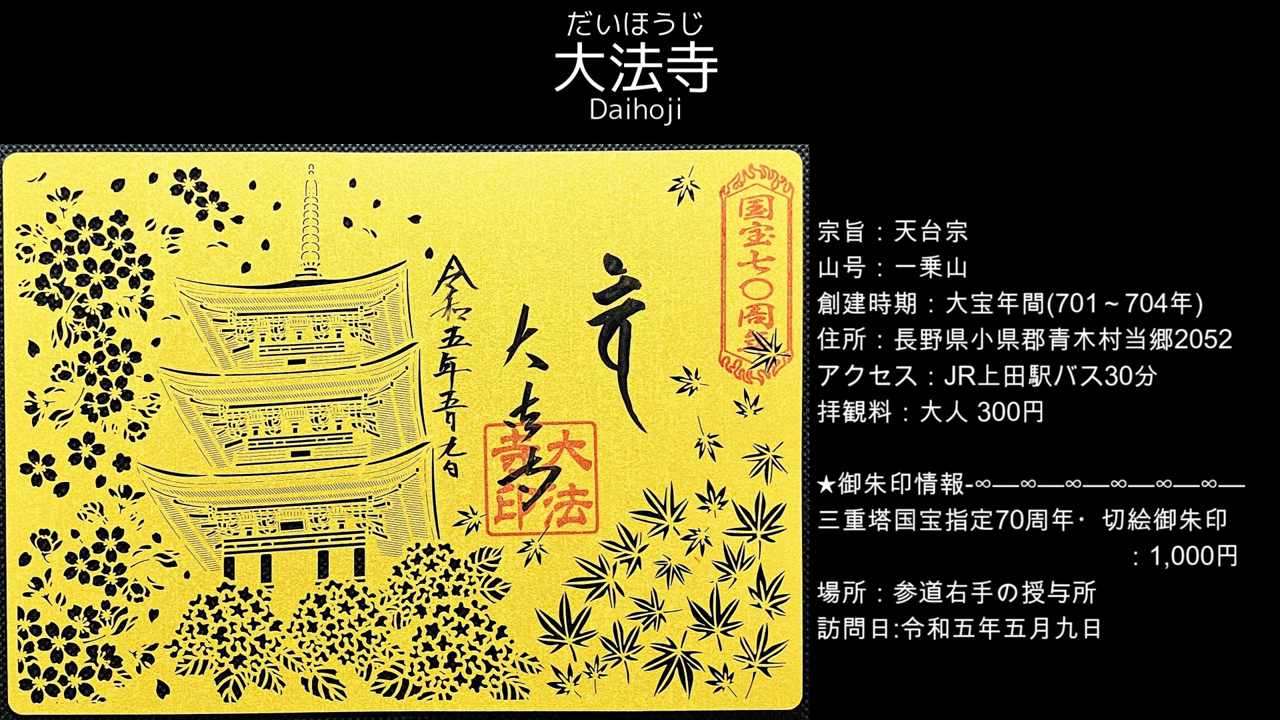 だいほうじ
大法寺
Daihoji
国宝七〇周年
令和五年五月九日
大法寺
大法
寺印
宗旨：天台宗
山号：一乗山
創建時期：大宝年間(701～704年)
住所：長野県小県郡青木村当郷2052
アクセス：JR上田駅バス30分
拝観料：大人 300円
★御朱印情報-∞—∞—∞—∞—∞—∞—
三重塔国宝指定70周年・切絵御朱印
：1,000円
場所：参道右手の授与所
訪問日:令和五年五月九日